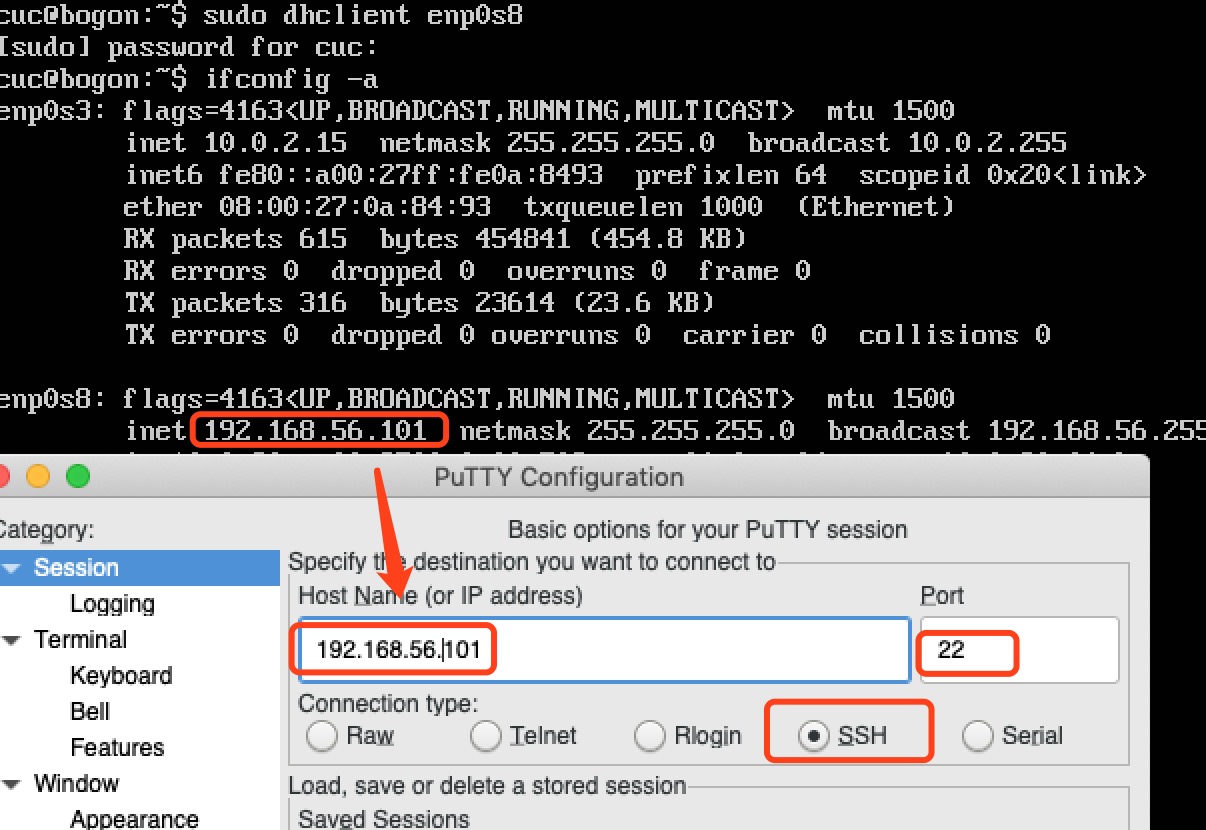 cuc@bogon:~$ sudo dhclient enp0s8
[sudo] password for cuc:
cuc@bogon:~$ ifconfig -a
enp0s3: flags=4163<UP,BROADCAST,RUNNING,MULTICAST>  mtu 1500
inet 10.0.2.15  netmask 255.255.255.0  broadcast 10.0.2.255
inet6 fe80::a00:27ff:fe0a:8493  prefixlen 64  scopeid 0x20<link>
ether 08:00:27:0a:84:93  txqueuelen 1000  (Ethernet)
RX packets 615  bytes 454841 (454.8 KB)
RX errors 0  dropped 0  overruns 0  frame 0
TX packets 316  bytes 23614 (23.6 KB)
TX errors 0  dropped 0 overruns 0  carrier 0  collisions 0
enp0s8: flags=4163<UP,BROADCAST,RUNNING,MULTICAST>  mtu 1500
inet 192.168.56.101  netmask 255.255.255.0  broadcast 192.168.56.255
PuTTY Configuration
Category:
Basic options for your PuTTY session
Session
Specify the destination you want to connect to
Logging
Host Name (or IP address)
Port
Terminal
192.168.56.101
22
Keyboard
Bell
Connection type:
Raw
Telnet
Rlogin
SSH
Serial
Features
Window
Load, save or delete a stored session
Appearance
Saved Sessions